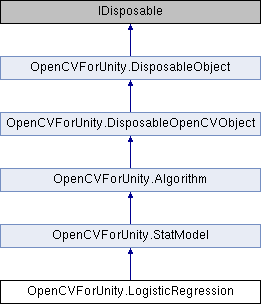 IDisposable
OpenCVForUnity.DisposableObject
OpenCVForUnity.DisposableOpenCVObject
OpenCVForUnity.Algorithm
OpenCVForUnity.StatModel
OpenCVForUnity.LogisticRegression